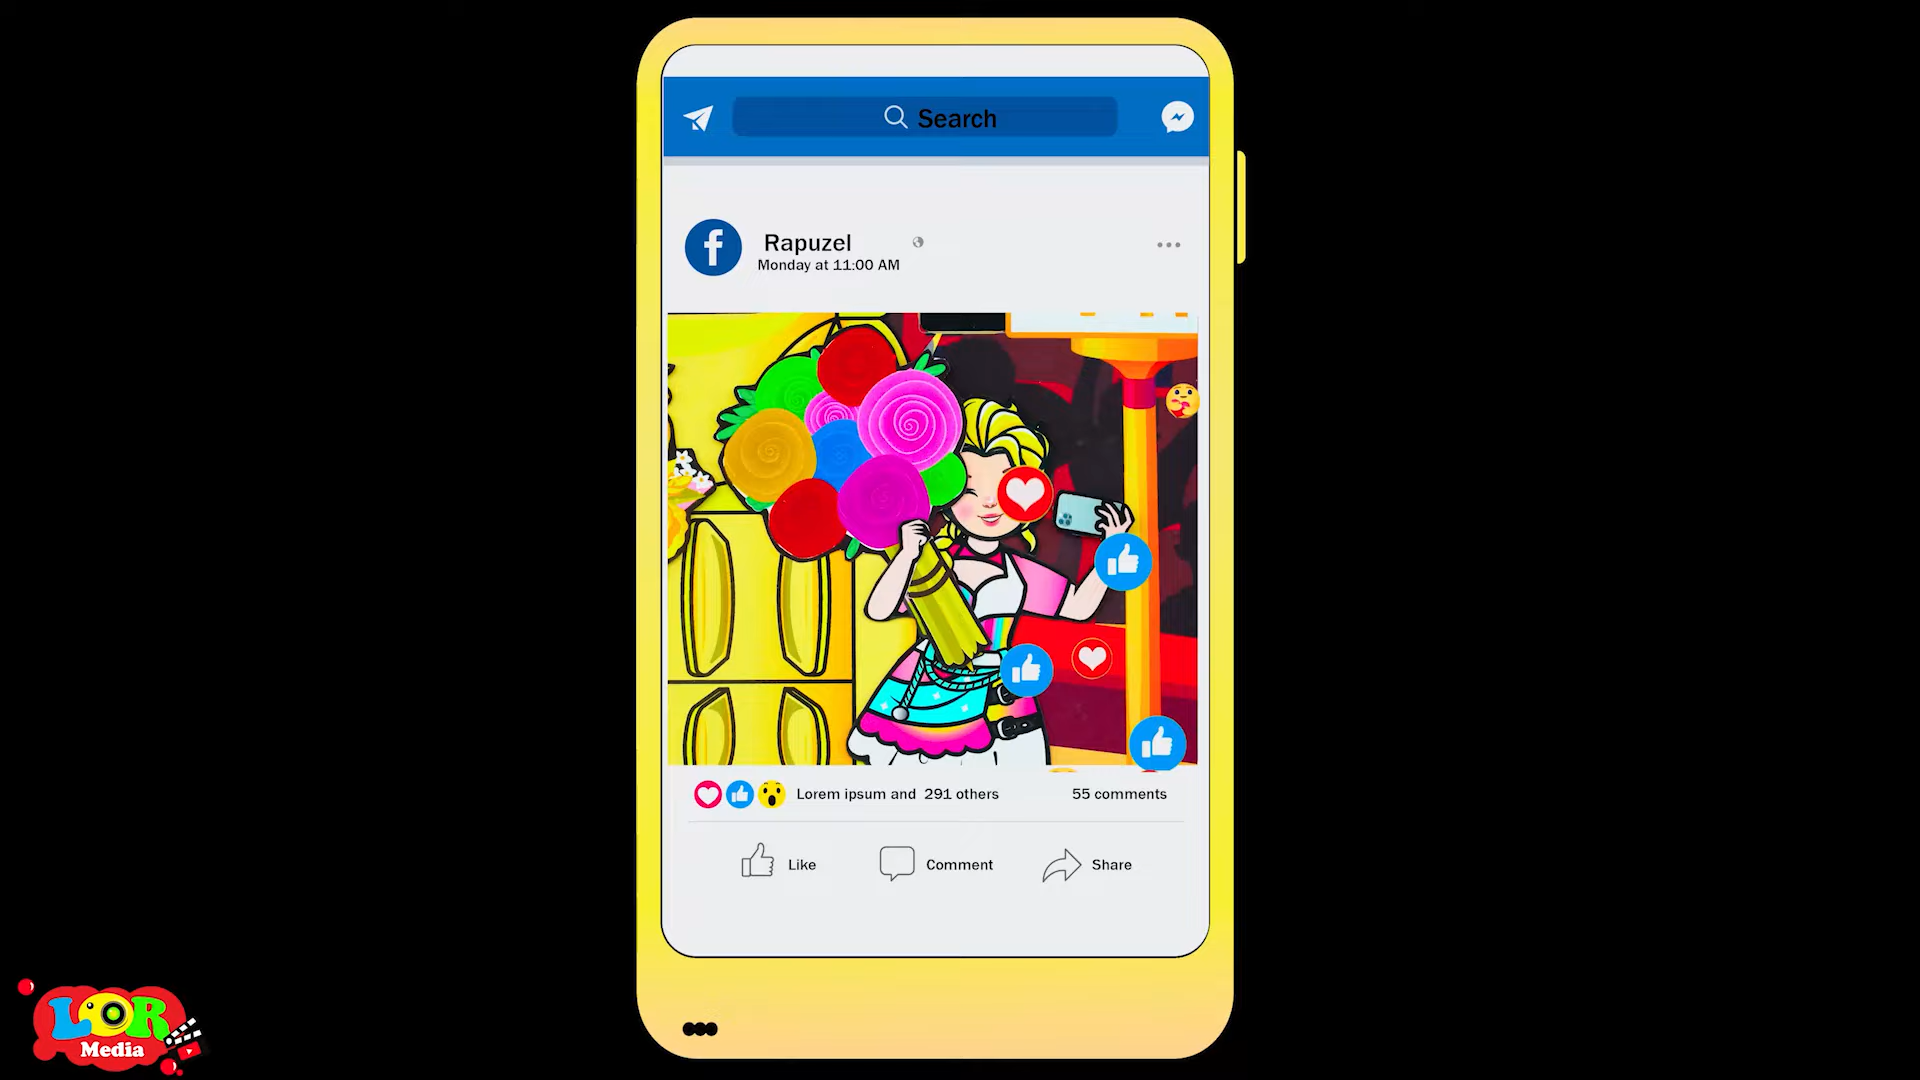 Search
Rapuzel
Monday at 11:00 AM
Lorem ipsum and 291 others
55 comments
Like
Comment
Share
LOR
Media